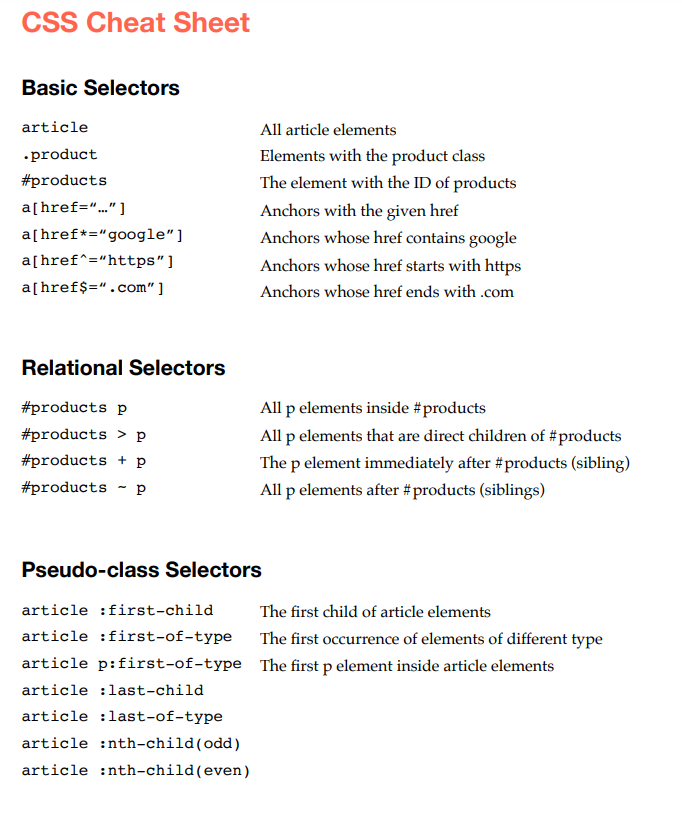 CSS Cheat Sheet
Basic Selectors
article All article elements
.product Elements with the product class
#products The element with the ID of products
a[href=“…”] Anchors with the given href
a[href*=“google”] Anchors whose href contains google
a[href^=“https”] Anchors whose href starts with https
a[href$=“.com”] Anchors whose href ends with .com
Relational Selectors
#products p All p elements inside #products
#products > p All p elements that are direct children of #products
#products + p The p element immediately after #products (sibling)
#products ~ p All p elements after #products (siblings)
Pseudo-class Selectors
article :first-child The first child of article elements
article :first-of-type The first occurrence of elements of different type
article p:first-of-type The first p element inside article elements
article :last-child
article :last-of-type
article :nth-child(odd)
article :nth-child(even)